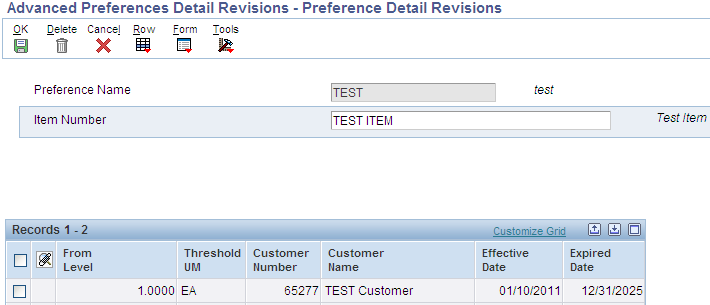 Advanced Preferences Detail Revisions - Preference Detail Revisions
OK Delete Cancel Row Form Tools
Preference Name TEST test
Item Number TEST ITEM Test Item
Records 1 - 2 Customize Grid
From Level Threshold UM Customer Number Customer Name Effective Date Expired Date
1.0000 EA 65277 TEST Customer 01/10/2011 12/31/2025